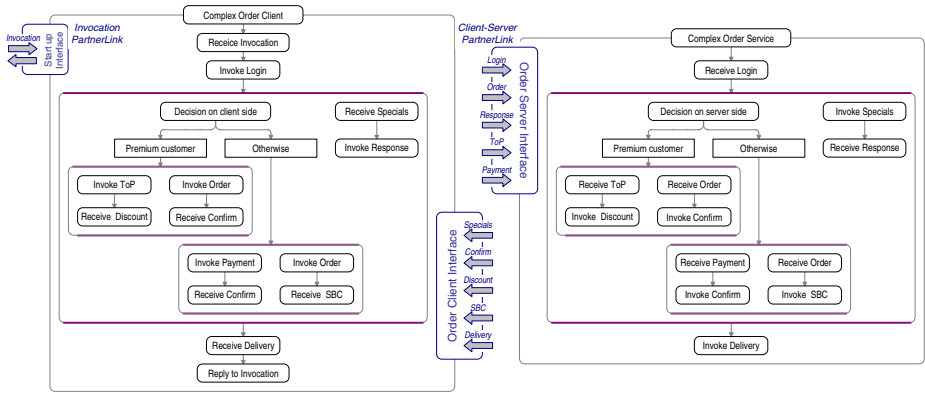 Complex Order Client
Invocation
PartnerLink
Client-Server
PartnerLink
Invocation
Start up
Interface
Receice Invocation
Invoke Login
Decision on client side
Receive Specials
Premium customer
Otherwise
Invoke Response
Invoke ToP
Invoke Order
Receive Discount
Receive Confirm
Invoke Payment
Invoke Order
Receive Confirm
Receive SBC
Receive Delivery
Reply to Invocation
Login
Order
Response
ToP
Payment
Order Server Interface
Order Client Interface
Specials
Confirm
Discount
SBC
Delivery
Complex Order Service
Receive Login
Decision on server side
Invoke Specials
Premium customer
Otherwise
Receive Response
Receive ToP
Receive Order
Invoke Discount
Invoke Confirm
Receive Payment
Receive Order
Invoke Confirm
Invoke SBC
Invoke Delivery